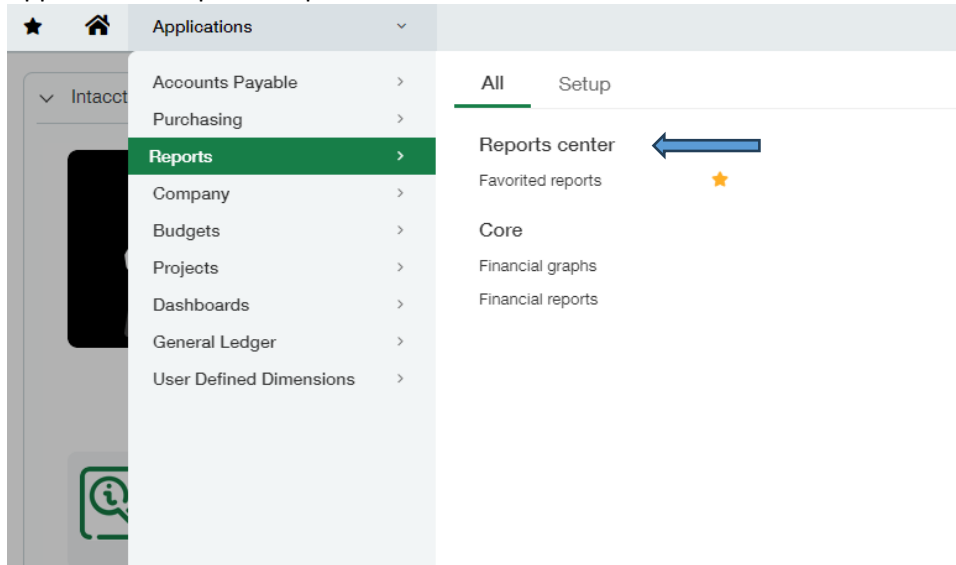 Applications
Intacct
Accounts Payable
Purchasing
Reports
Company
Budgets
Projects
Dashboards
General Ledger
User Defined Dimensions
All Setup
Reports center
Favorited reports
Core
Financial graphs
Financial reports